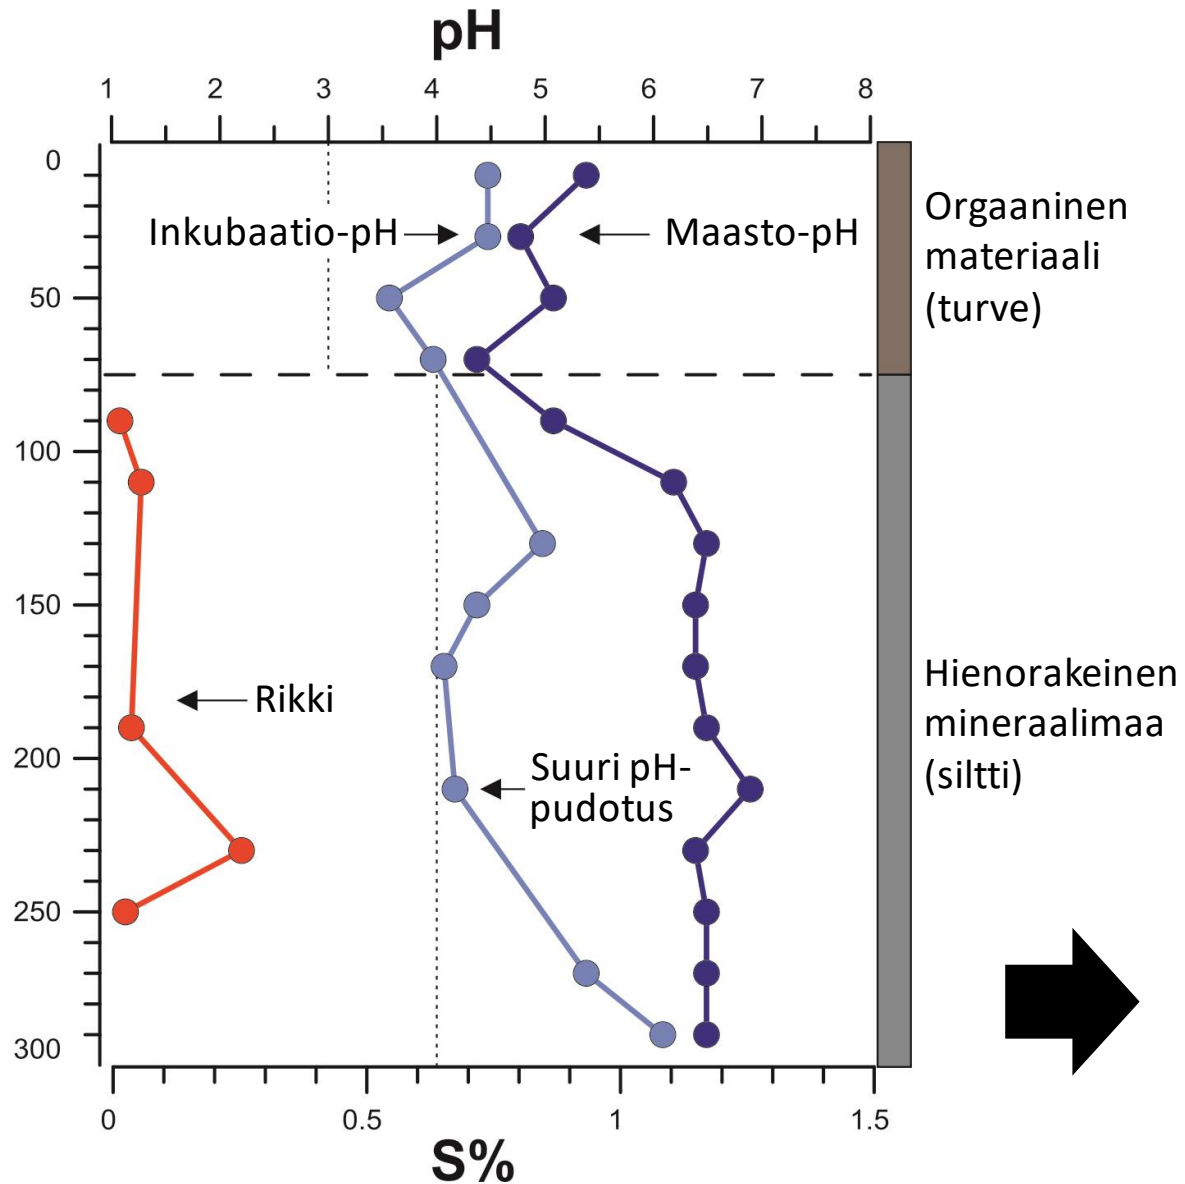 pH
1 2 3 4 5 6 7 8
0
50
100
150
200
250
300
Inkubaatio-pH
Maasto-pH
Orgaaninen
materiaali
(turve)
Rikki
Suuri pH-
pudotus
Hienorakeinen
mineraalimaa
(siltti)
0 0.5 1 1.5
S%